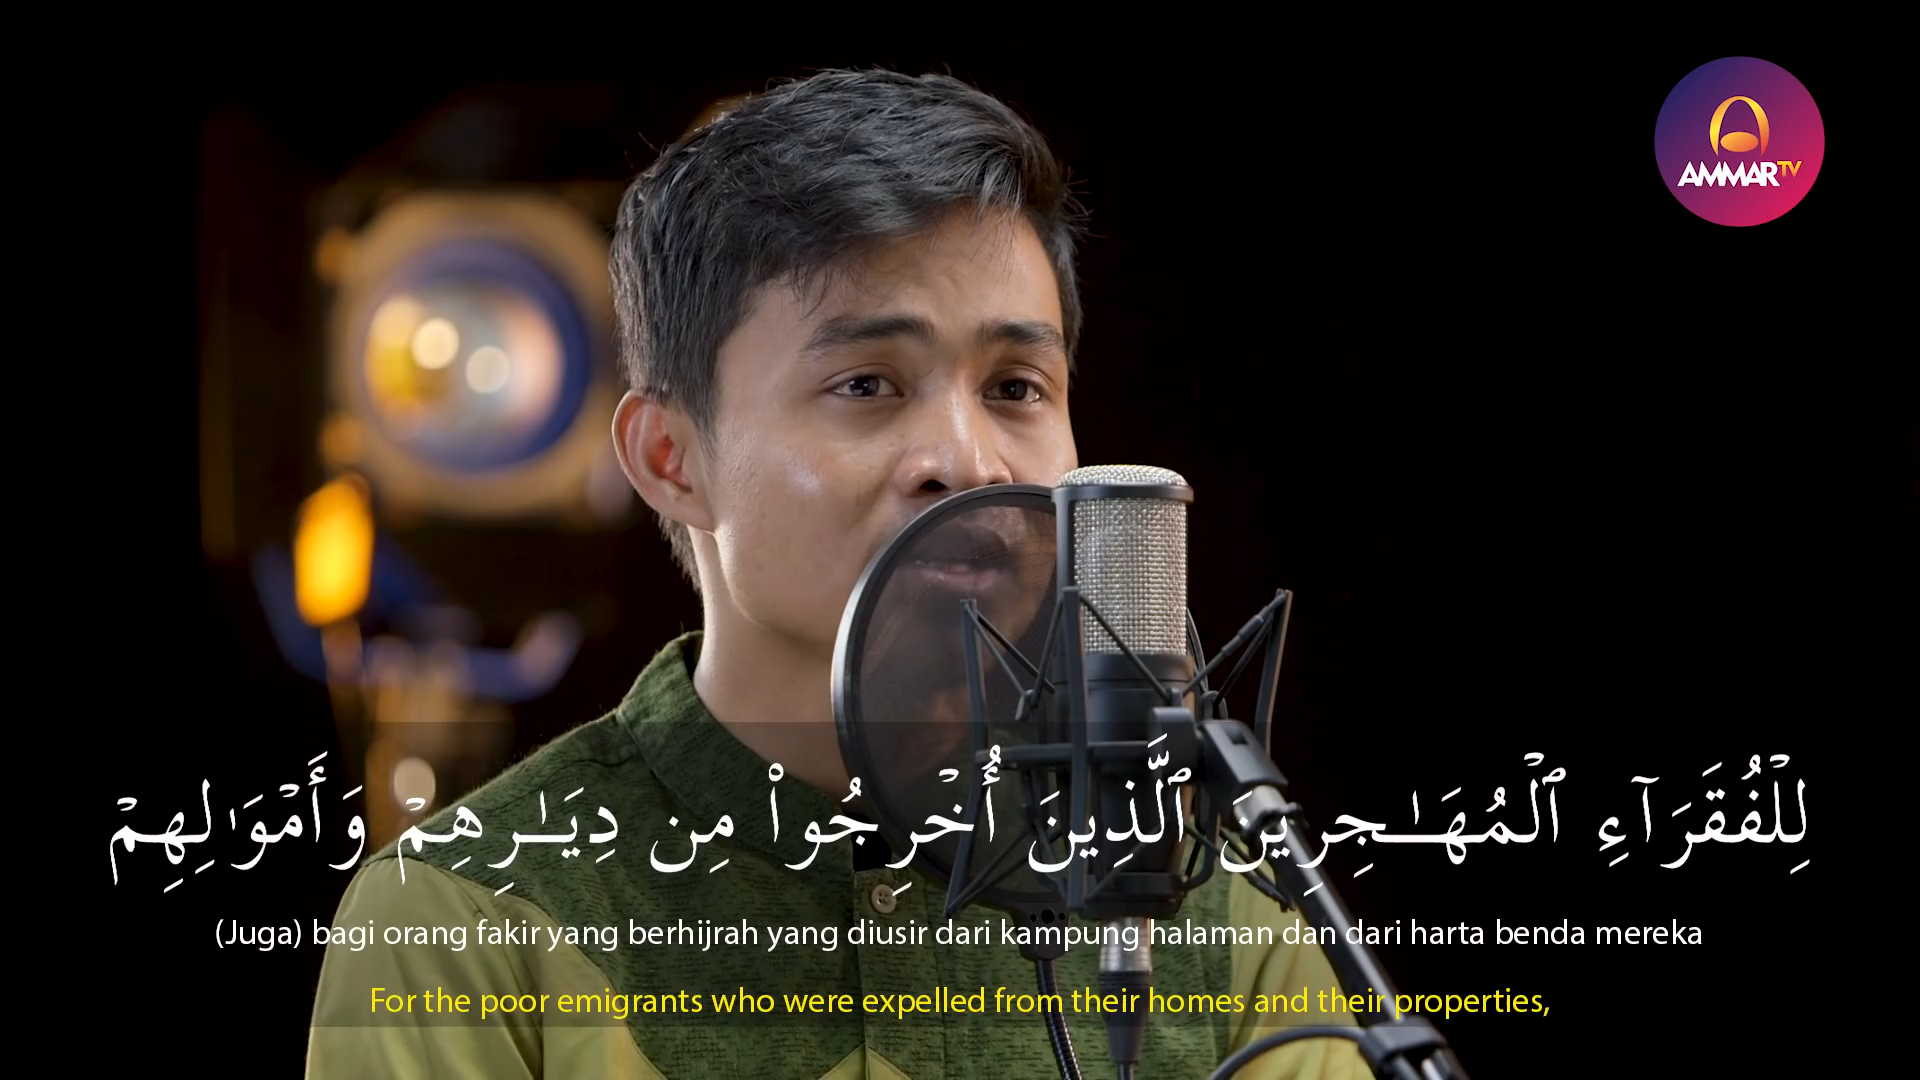 AMMARTV
لِلْفُقَرَآءِ ٱلْمُهَـٰجِرِينَ ٱلَّذِينَ أُخْرِجُوا۟ مِن دِيَـٰرِهِمْ وَأَمْوَٰلِهِمْ
(Juga) bagi orang fakir yang berhijrah yang diusir dari kampung halaman dan dari harta benda mereka
For the poor emigrants who were expelled from their homes and their properties,